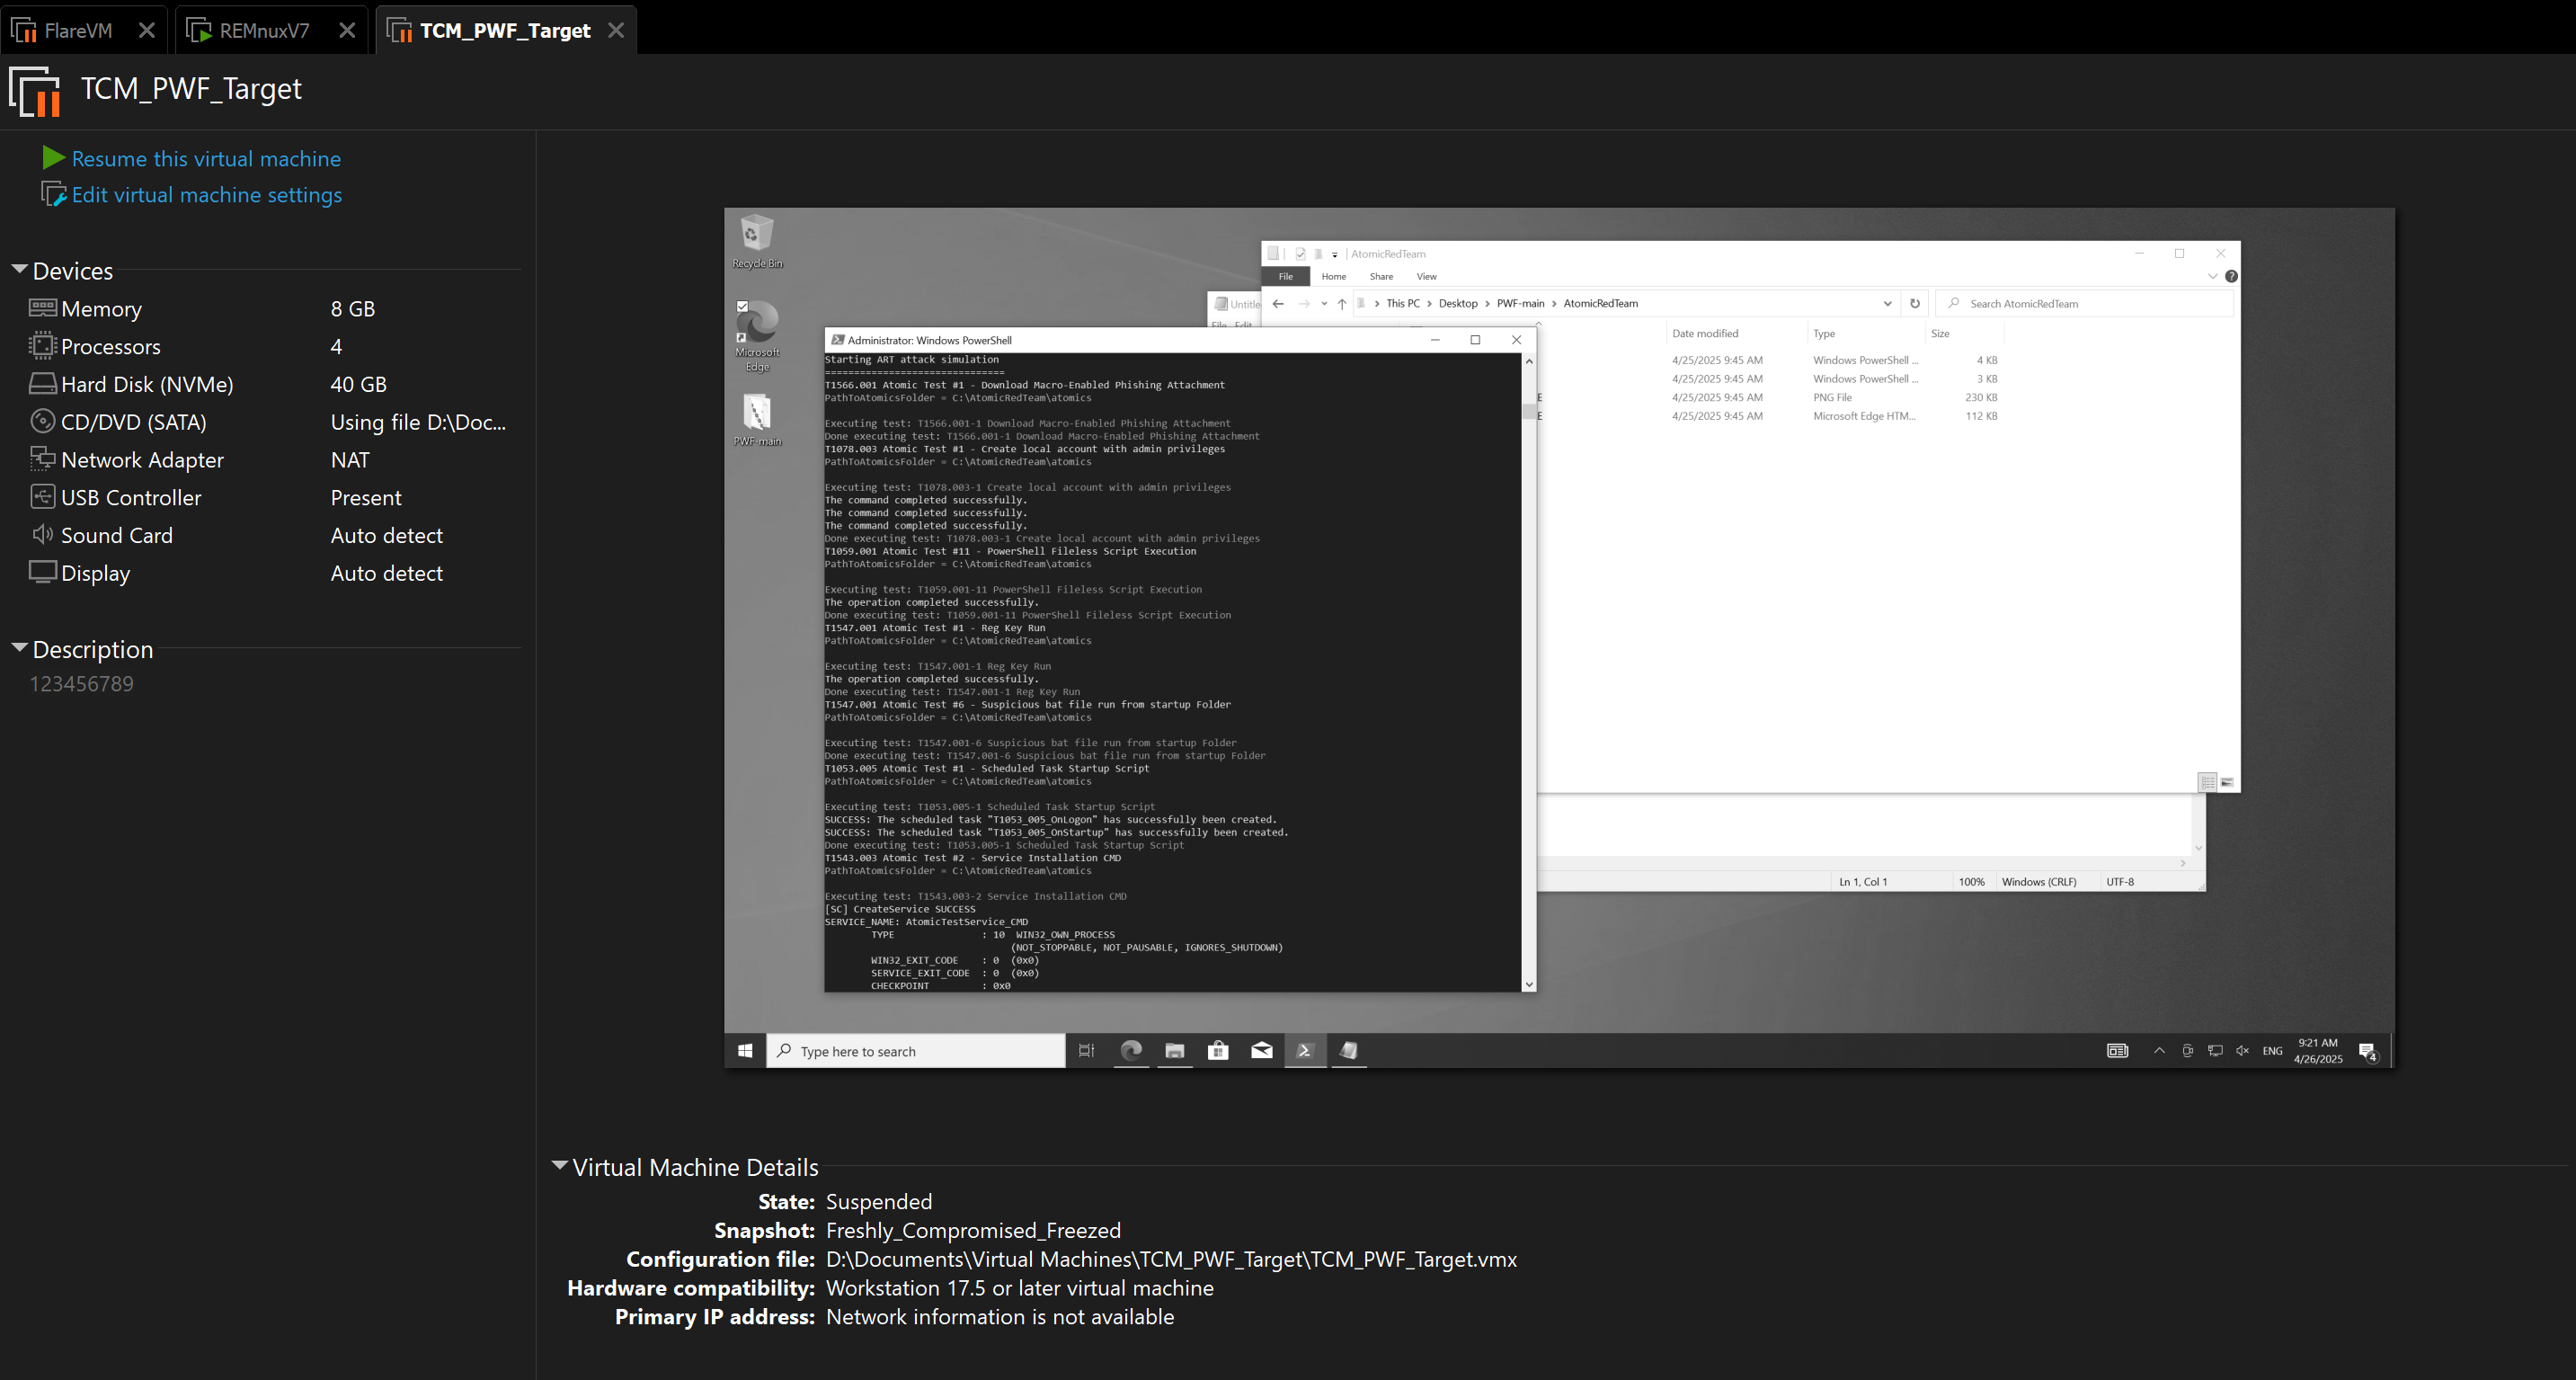 FlareVM
REMnuxV7
TCM_PWF_Target
TCM_PWF_Target
Resume this virtual machine
Edit virtual machine settings
Devices
Memory 8 GB
Processors 4
Hard Disk (NVMe) 40 GB
CD/DVD (SATA) Using file D:\Doc...
Network Adapter NAT
USB Controller Present
Sound Card Auto detect
Display Auto detect
Description
123456789
Recycle Bin
Microsoft
Edge
PWF-main
AtomicRedTeam
File Home Share View
This PC > Desktop > PWF-main > AtomicRedTeam
Search AtomicRedTeam
Date modified Type Size
4/25/2025 9:45 AM Windows PowerShell ... 4 KB
4/25/2025 9:45 AM Windows PowerShell ... 3 KB
E 4/25/2025 9:45 AM PNG File 230 KB
E 4/25/2025 9:45 AM Microsoft Edge HTM... 112 KB
Untitle
File Edit
Ln 1, Col 1 100% Windows (CRLF) UTF-8
Administrator: Windows PowerShell
Starting ART attack simulation
===============================
T1566.001 Atomic Test #1 - Download Macro-Enabled Phishing Attachment
PathToAtomicsFolder = C:\AtomicRedTeam\atomics
Executing test: T1566.001-1 Download Macro-Enabled Phishing Attachment
Done executing test: T1566.001-1 Download Macro-Enabled Phishing Attachment
T1078.003 Atomic Test #1 - Create local account with admin privileges
PathToAtomicsFolder = C:\AtomicRedTeam\atomics
Executing test: T1078.003-1 Create local account with admin privileges
The command completed successfully.
The command completed successfully.
The command completed successfully.
Done executing test: T1078.003-1 Create local account with admin privileges
T1059.001 Atomic Test #11 - PowerShell Fileless Script Execution
PathToAtomicsFolder = C:\AtomicRedTeam\atomics
Executing test: T1059.001-11 PowerShell Fileless Script Execution
The operation completed successfully.
Done executing test: T1059.001-11 PowerShell Fileless Script Execution
T1547.001 Atomic Test #1 - Reg Key Run
PathToAtomicsFolder = C:\AtomicRedTeam\atomics
Executing test: T1547.001-1 Reg Key Run
The operation completed successfully.
Done executing test: T1547.001-1 Reg Key Run
T1547.001 Atomic Test #6 - Suspicious bat file run from startup Folder
PathToAtomicsFolder = C:\AtomicRedTeam\atomics
Executing test: T1547.001-6 Suspicious bat file run from startup Folder
Done executing test: T1547.001-6 Suspicious bat file run from startup Folder
T1053.005 Atomic Test #1 - Scheduled Task Startup Script
PathToAtomicsFolder = C:\AtomicRedTeam\atomics
Executing test: T1053.005-1 Scheduled Task Startup Script
SUCCESS: The scheduled task "T1053_005_OnLogon" has successfully been created.
SUCCESS: The scheduled task "T1053_005_OnStartup" has successfully been created.
Done executing test: T1053.005-1 Scheduled Task Startup Script
T1543.003 Atomic Test #2 - Service Installation CMD
PathToAtomicsFolder = C:\AtomicRedTeam\atomics
Executing test: T1543.003-2 Service Installation CMD
[SC] CreateService SUCCESS
SERVICE_NAME: AtomicTestService_CMD
TYPE : 10 WIN32_OWN_PROCESS
(NOT_STOPPABLE, NOT_PAUSABLE, IGNORES_SHUTDOWN)
WIN32_EXIT_CODE : 0 (0x0)
SERVICE_EXIT_CODE : 0 (0x0)
CHECKPOINT : 0x0
Type here to search
ENG
9:21 AM
4/26/2025
4
Virtual Machine Details
State: Suspended
Snapshot: Freshly_Compromised_Freezed
Configuration file: D:\Documents\Virtual Machines\TCM_PWF_Target\TCM_PWF_Target.vmx
Hardware compatibility: Workstation 17.5 or later virtual machine
Primary IP address: Network information is not available